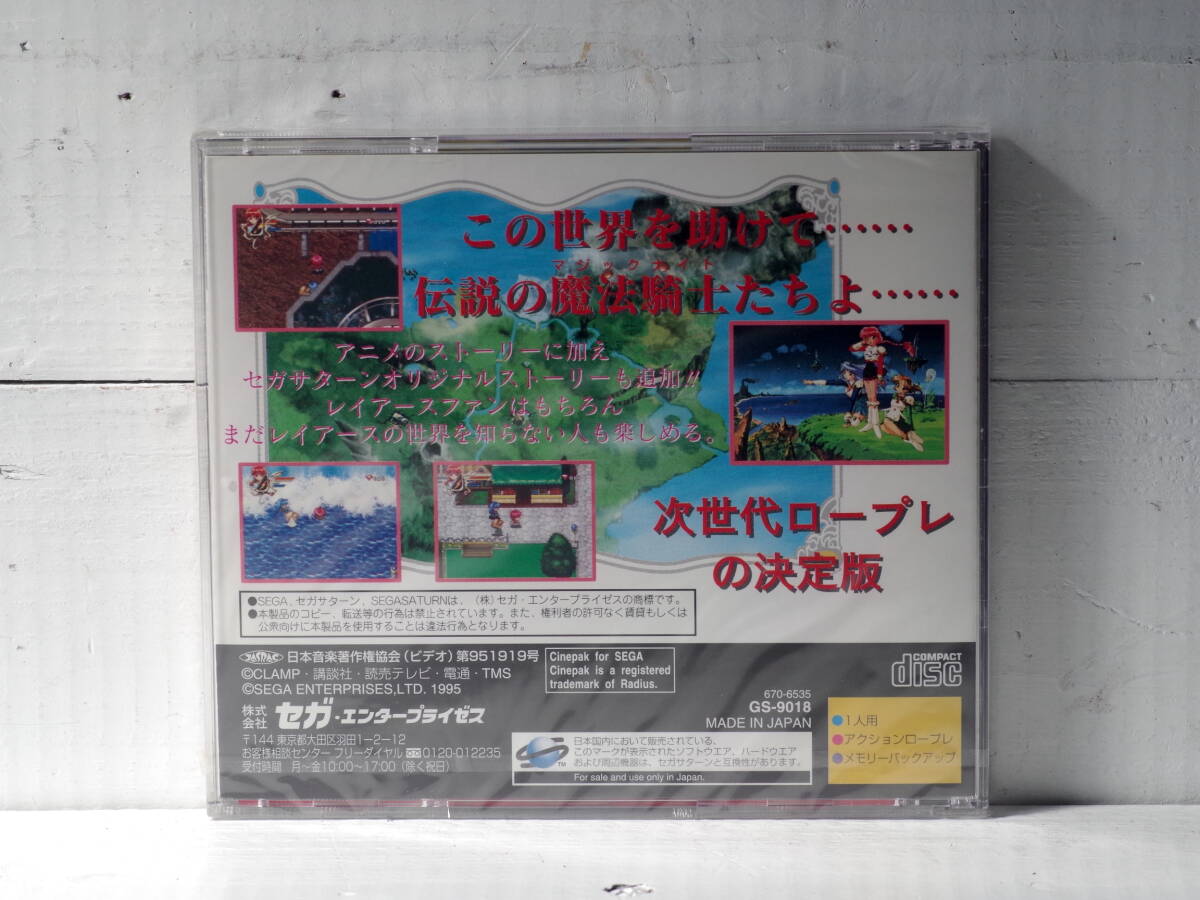 この世界を助けて……
マジックナイト
伝説の魔法騎士たちよ……
アニメのストーリーに加え
セガサターンオリジナルストーリーも追加!!
レイアースファンはもちろん
まだレイアースの世界を知らない人も楽しめる。
次世代ロープレ
の決定版
●SEGA、セガサターン、SEGASATURNは、(株)セガ・エンタープライゼスの商標です。
●本製品のコピー、転送等の行為は禁止されています。また、権利者の許可なく賃貸もしくは
公衆向けに本製品を使用することは違法行為となります。
JASRAC 日本音楽著作権協会(ビデオ)第951919号
©CLAMP・講談社・読売テレビ・電通・TMS
©SEGA ENTERPRISES,LTD. 1995
Cinepak for SEGA
Cinepak is a registered
trademark of Radius.
株式会社 セガ・エンタープライゼス
〒144 東京都大田区羽田1-2-12
お客様相談センター フリーダイヤル 0120-012235
受付時間 月〜金10:00〜17:00(除く祝日)
COMPACT
disc
670-6535
GS-9018
MADE IN JAPAN
TM
日本国内において販売されている、
このマークが表示されたソフトウエア、ハードウエア
および周辺機器は、セガサターンと互換性があります。
For sale and use only in Japan.
●1人用
●アクションロープレ
●メモリーバックアップ